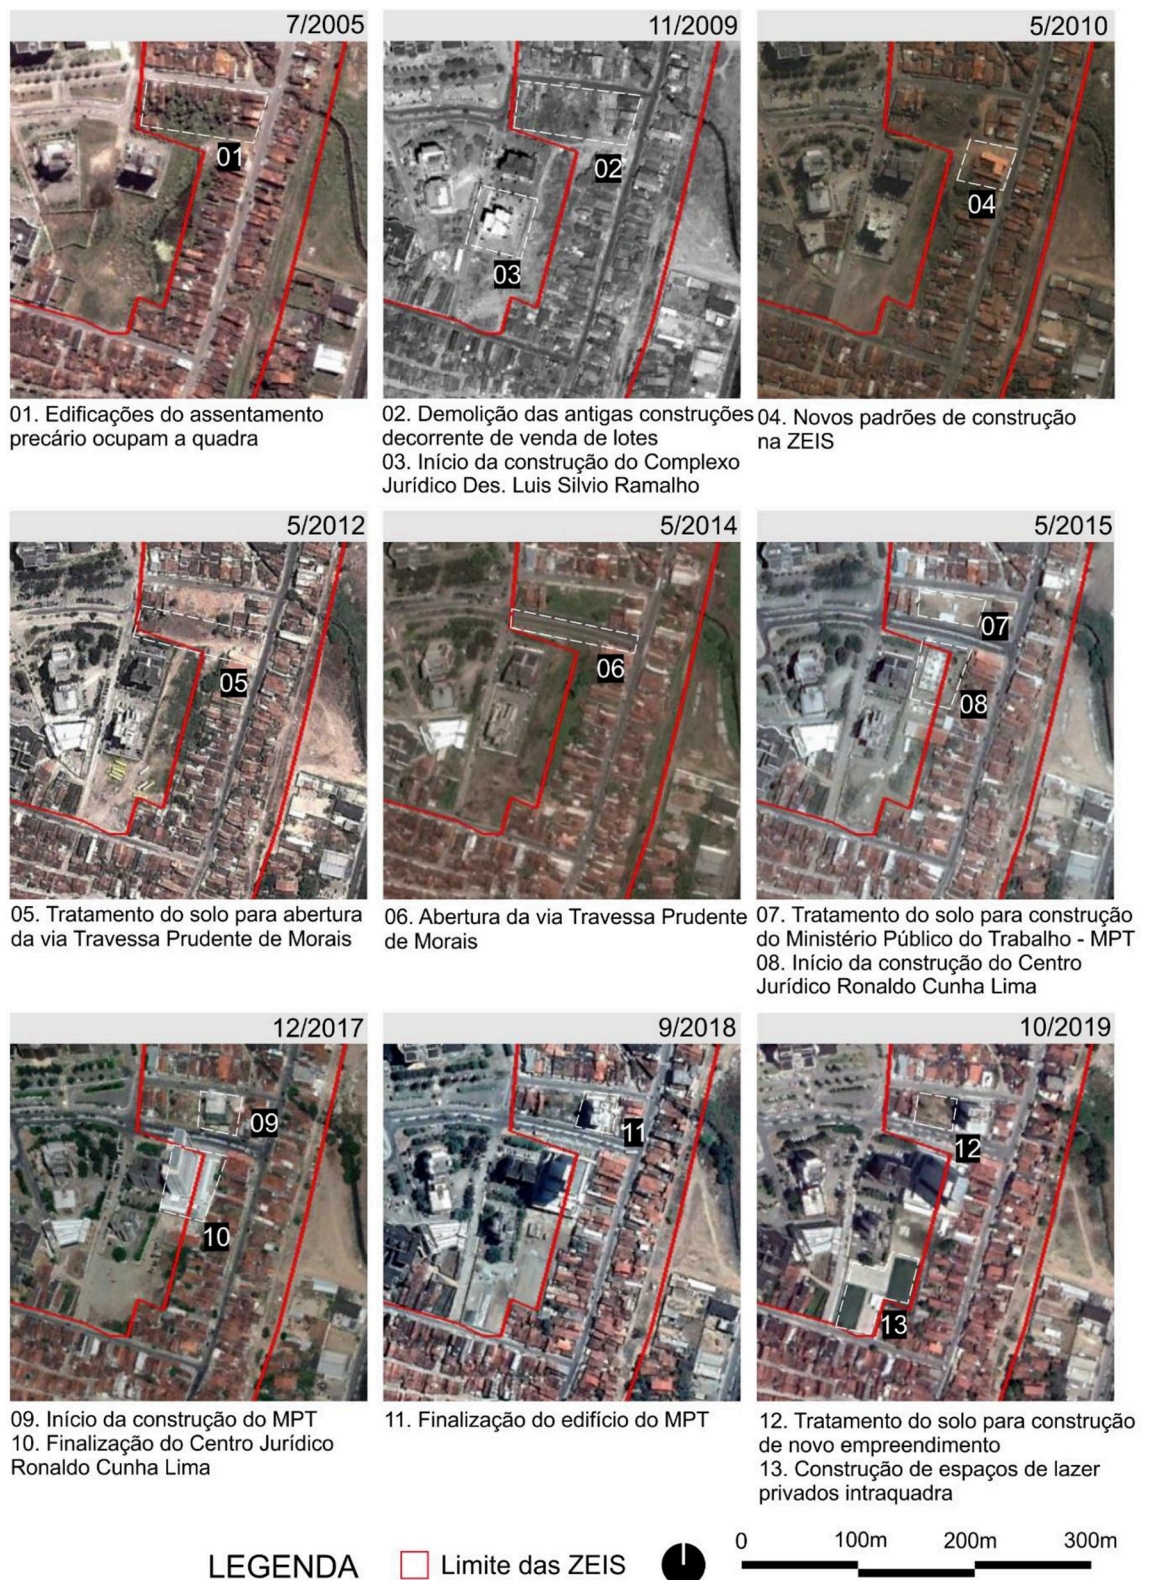 7/2005
11/2009
5/2010
01
02
03
04
01. Edificações do assentamento
precário ocupam a quadra
02. Demolição das antigas construções
decorrente de venda de lotes
03. Início da construção do Complexo
Jurídico Des. Luis Silvio Ramalho
04. Novos padrões de construção
na ZEIS
5/2012
5/2014
5/2015
05
06
07
08
05. Tratamento do solo para abertura
da via Travessa Prudente de Morais
06. Abertura da via Travessa Prudente
de Morais
07. Tratamento do solo para construção
do Ministério Público do Trabalho - MPT
08. Início da construção do Centro
Jurídico Ronaldo Cunha Lima
12/2017
9/2018
10/2019
09
10
11
12
13
09. Início da construção do MPT
10. Finalização do Centro Jurídico
Ronaldo Cunha Lima
11. Finalização do edifício do MPT
12. Tratamento do solo para construção
de novo empreendimento
13. Construção de espaços de lazer
privados intraquadra
LEGENDA
Limite das ZEIS
0 100m 200m 300m